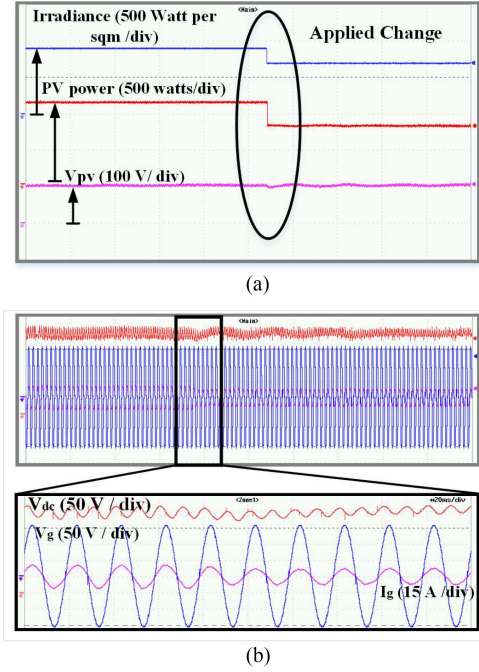 <Main>
Irradiance (500 Watt per
sqm /div)
Applied Change
PV power (500 watts/div)
Vpv (100 V/ div)
(a)
<Main>
Vdc (50 V / div)
<Zoom1>
↔20ms/div
Vg (50 V / div)
Ig (15 A /div)
(b)